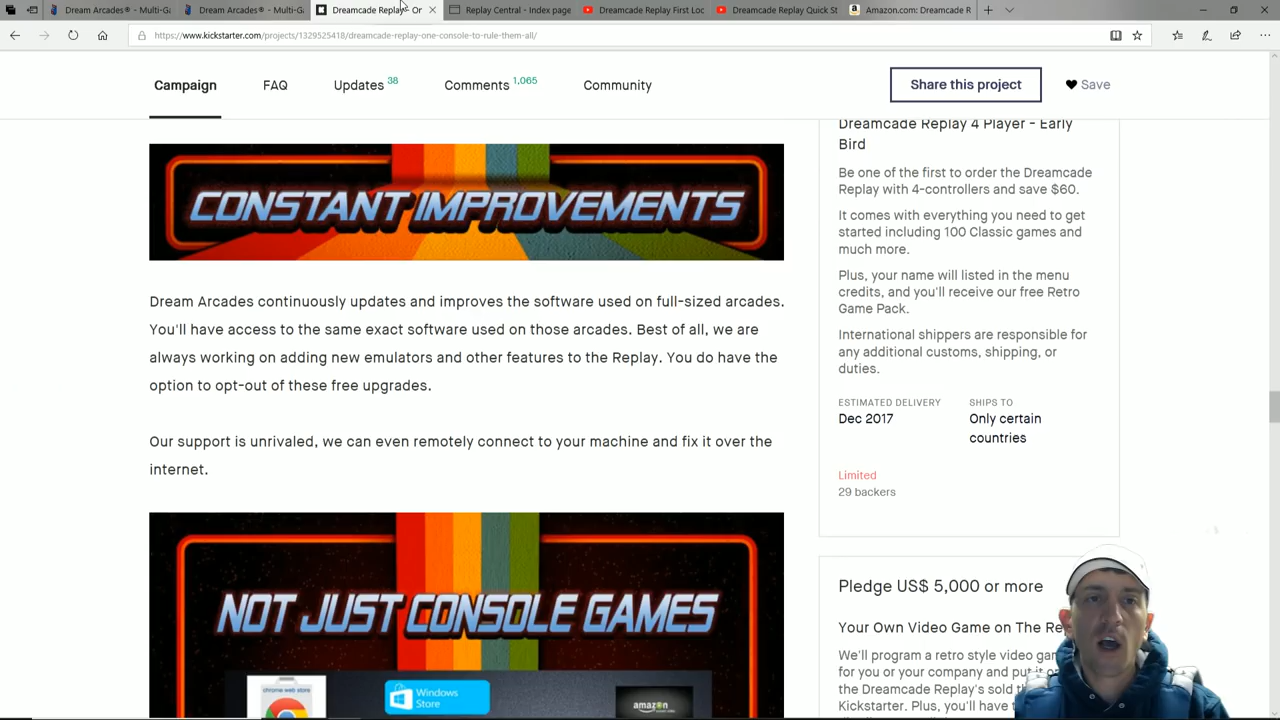 Dream Arcades® - Multi-Ga
Dream Arcades® - Multi-G
Dreamcade Replay - Or
Replay Central - Index page
Dreamcade Replay First Loc
Dreamcade Replay Quick St
Amazon.com: Dreamcade R
https://www.kickstarter.com/projects/1329525418/dreamcade-replay-one-console-to-rule-them-all/
Campaign
FAQ
Updates 38
Comments 1,065
Community
Share this project
Save
CONSTANT IMPROVEMENTS
Dream Arcades continuously updates and improves the software used on full-sized arcades.
You'll have access to the same exact software used on those arcades. Best of all, we are
always working on adding new emulators and other features to the Replay. You do have the
option to opt-out of these free upgrades.
Our support is unrivaled, we can even remotely connect to your machine and fix it over the
internet.
NOT JUST CONSOLE GAMES
chrome web store
Windows
Store
amazon
Dreamcade Replay 4 Player - Early
Bird
Be one of the first to order the Dreamcade
Replay with 4-controllers and save $60.
It comes with everything you need to get
started including 100 Classic games and
much more.
Plus, your name will listed in the menu
credits, and you'll receive our free Retro
Game Pack.
International shippers are responsible for
any additional customs, shipping, or
duties.
ESTIMATED DELIVERY
Dec 2017
SHIPS TO
Only certain
countries
Limited
29 backers
Pledge US$ 5,000 or more
Your Own Video Game on The Re
We'll program a retro style video ga
for you or your company and put it o
the Dreamcade Replay's sold t
Kickstarter. Plus, you'll have